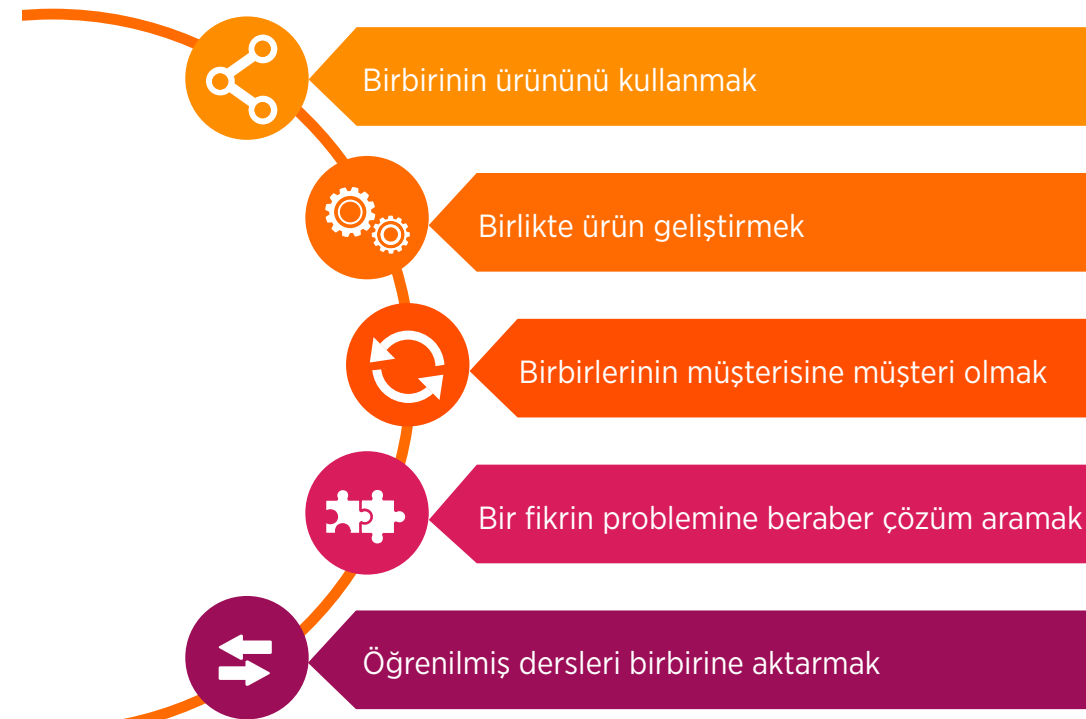 Birbirinin ürününü kullanmak
Birlikte ürün geliştirmek
Birbirlerinin müşterisine müşteri olmak
Bir fikrin problemine beraber çözüm aramak
Öğrenilmiş dersleri birbirine aktarmak